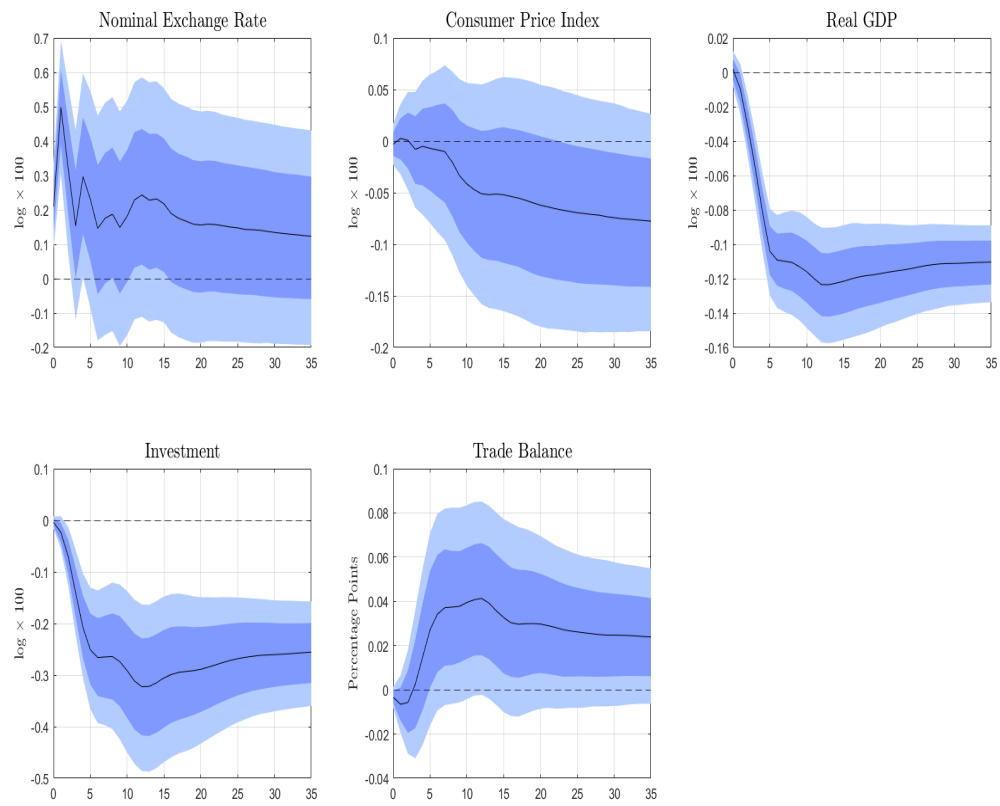 Nominal Exchange Rate
log × 100
0.7
0.6
0.5
0.4
0.3
0.2
0.1
0
-0.1
-0.2
0 5 10 15 20 25 30 35
Consumer Price Index
log × 100
0.1
0.05
0
-0.05
-0.1
-0.15
-0.2
0 5 10 15 20 25 30 35
Real GDP
log × 100
0.02
0
-0.02
-0.04
-0.06
-0.08
-0.1
-0.12
-0.14
-0.16
0 5 10 15 20 25 30 35
Investment
log × 100
0.1
0
-0.1
-0.2
-0.3
-0.4
-0.5
0 5 10 15 20 25 30 35
Trade Balance
Percentage Points
0.1
0.08
0.06
0.04
0.02
0
-0.02
-0.04
0 5 10 15 20 25 30 35